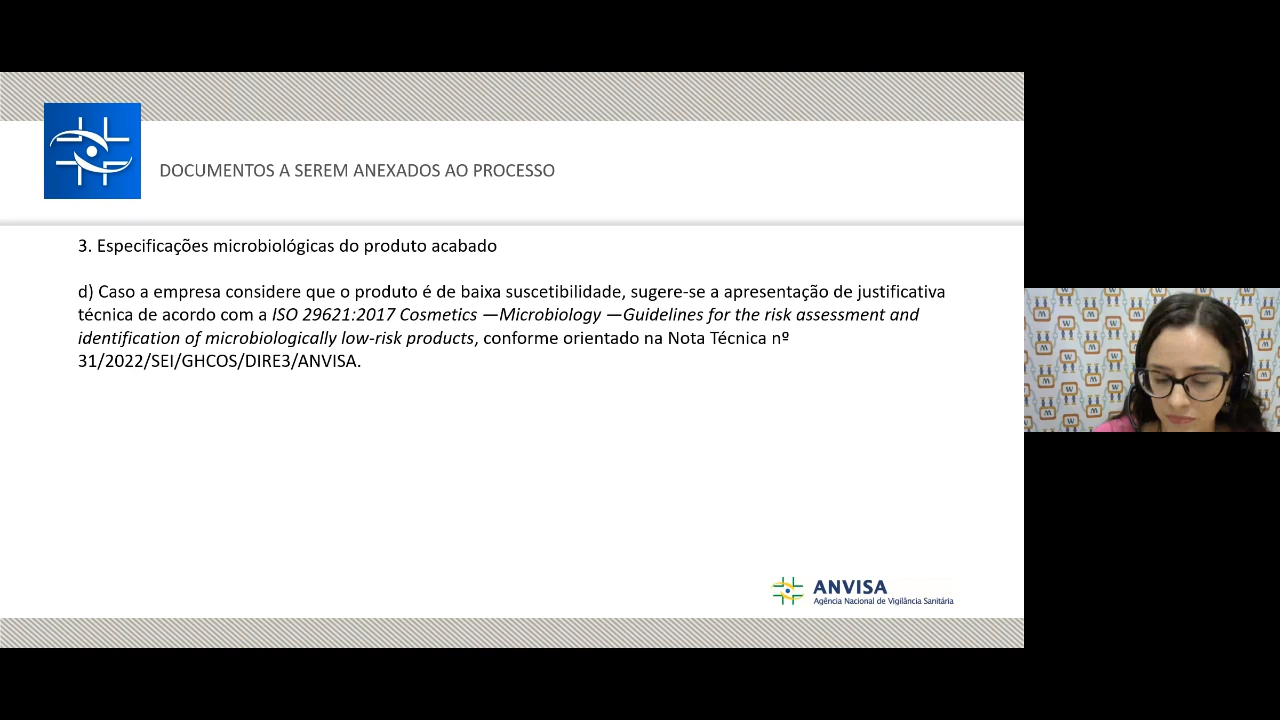 DOCUMENTOS A SEREM ANEXADOS AO PROCESSO
3. Especificações microbiológicas do produto acabado
d) Caso a empresa considere que o produto é de baixa suscetibilidade, sugere-se a apresentação de justificativa
técnica de acordo com a ISO 29621:2017 Cosmetics —Microbiology —Guidelines for the risk assessment and
identification of microbiologically low-risk products, conforme orientado na Nota Técnica nº
31/2022/SEI/GHCOS/DIRE3/ANVISA.
ANVISA
Agência Nacional de Vigilância Sanitária